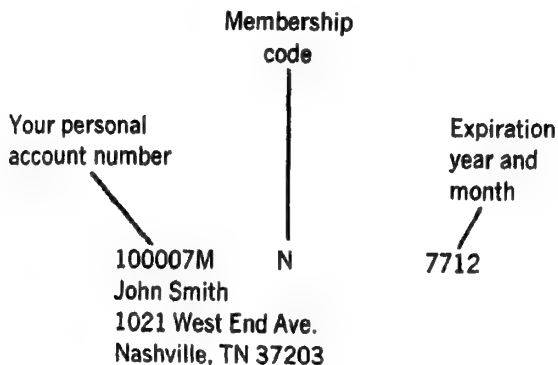 Membership
code
Your personal
account number
Expiration
year and
month
100007M N 7712
John Smith
1021 West End Ave.
Nashville, TN 37203